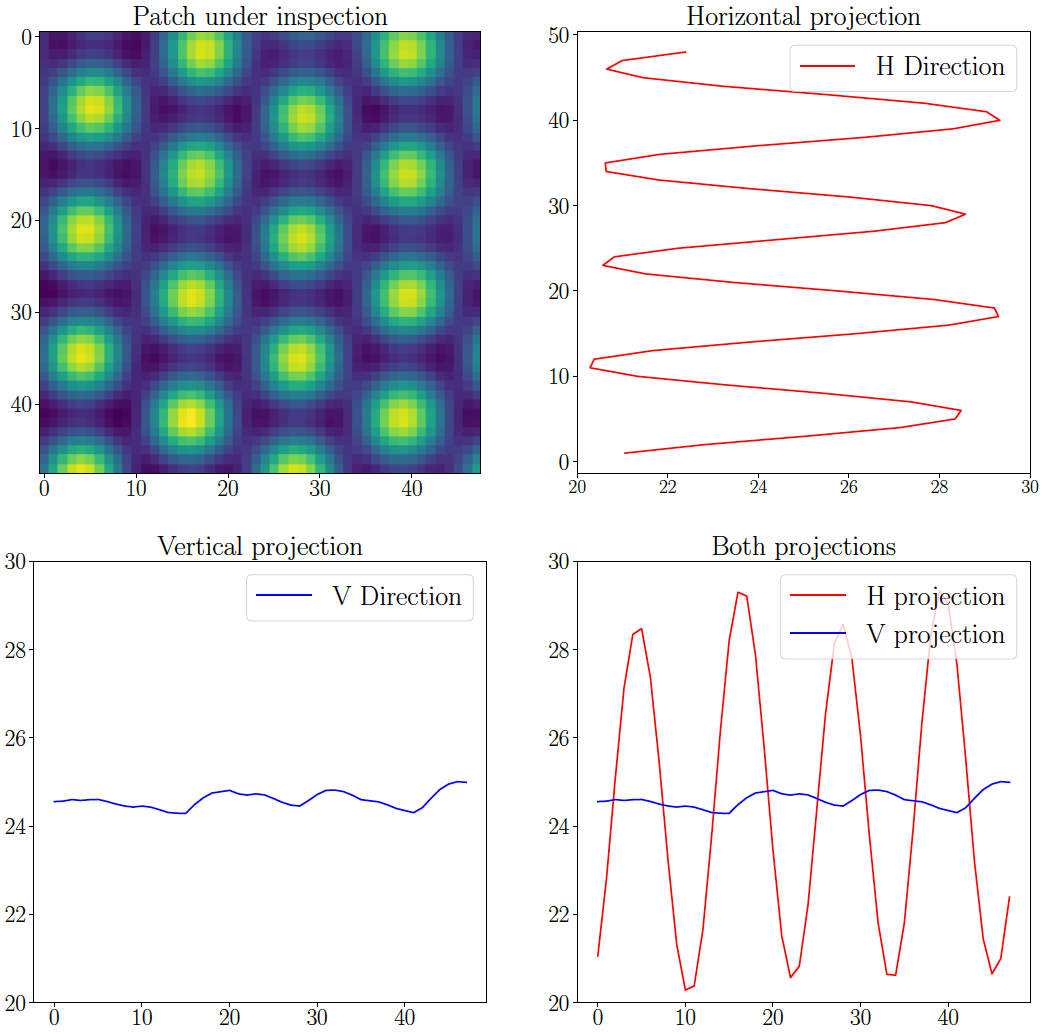 Patch under inspection
0
10
20
30
40
0 10 20 30 40
Horizontal projection
50
40
30
20
10
0
H Direction
20 22 24 26 28 30
Vertical projection
30
28
26
24
22
20
V Direction
0 10 20 30 40
Both projections
30
28
26
24
22
20
H projection
V projection
0 10 20 30 40